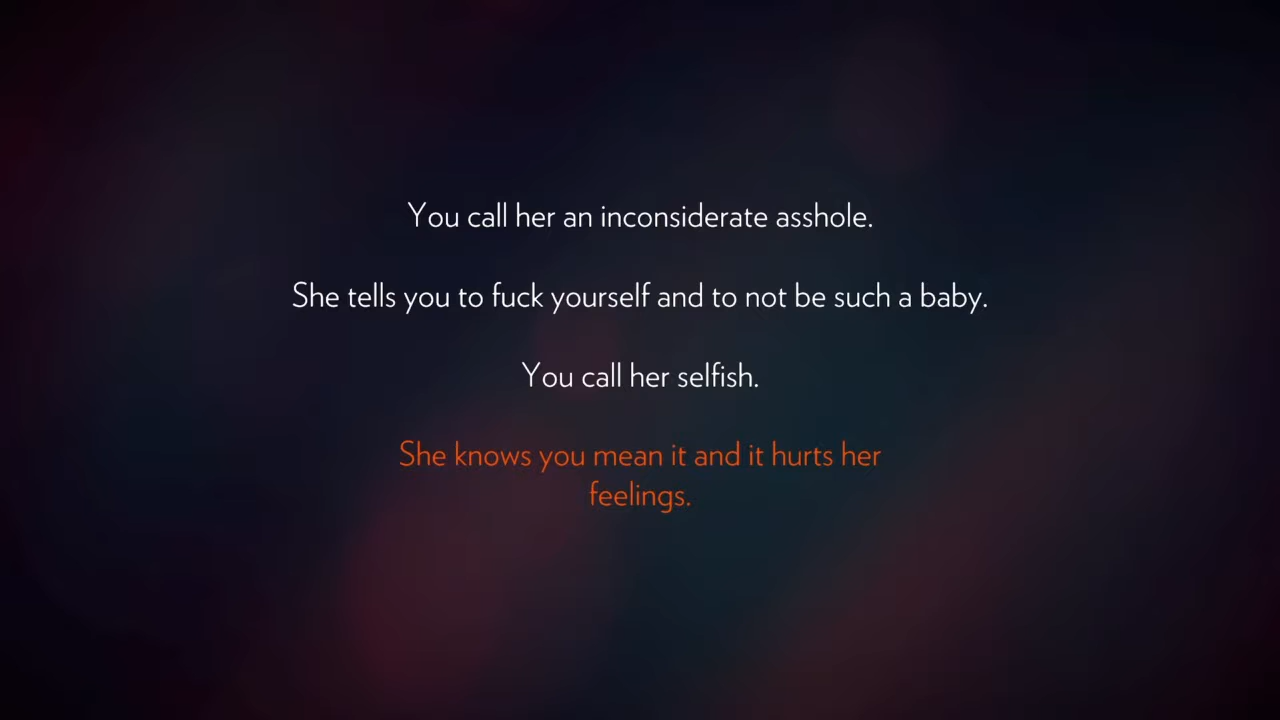 You call her an inconsiderate asshole.
She tells you to fuck yourself and to not be such a baby.
You call her selfish.
She knows you mean it and it hurts her
feelings.